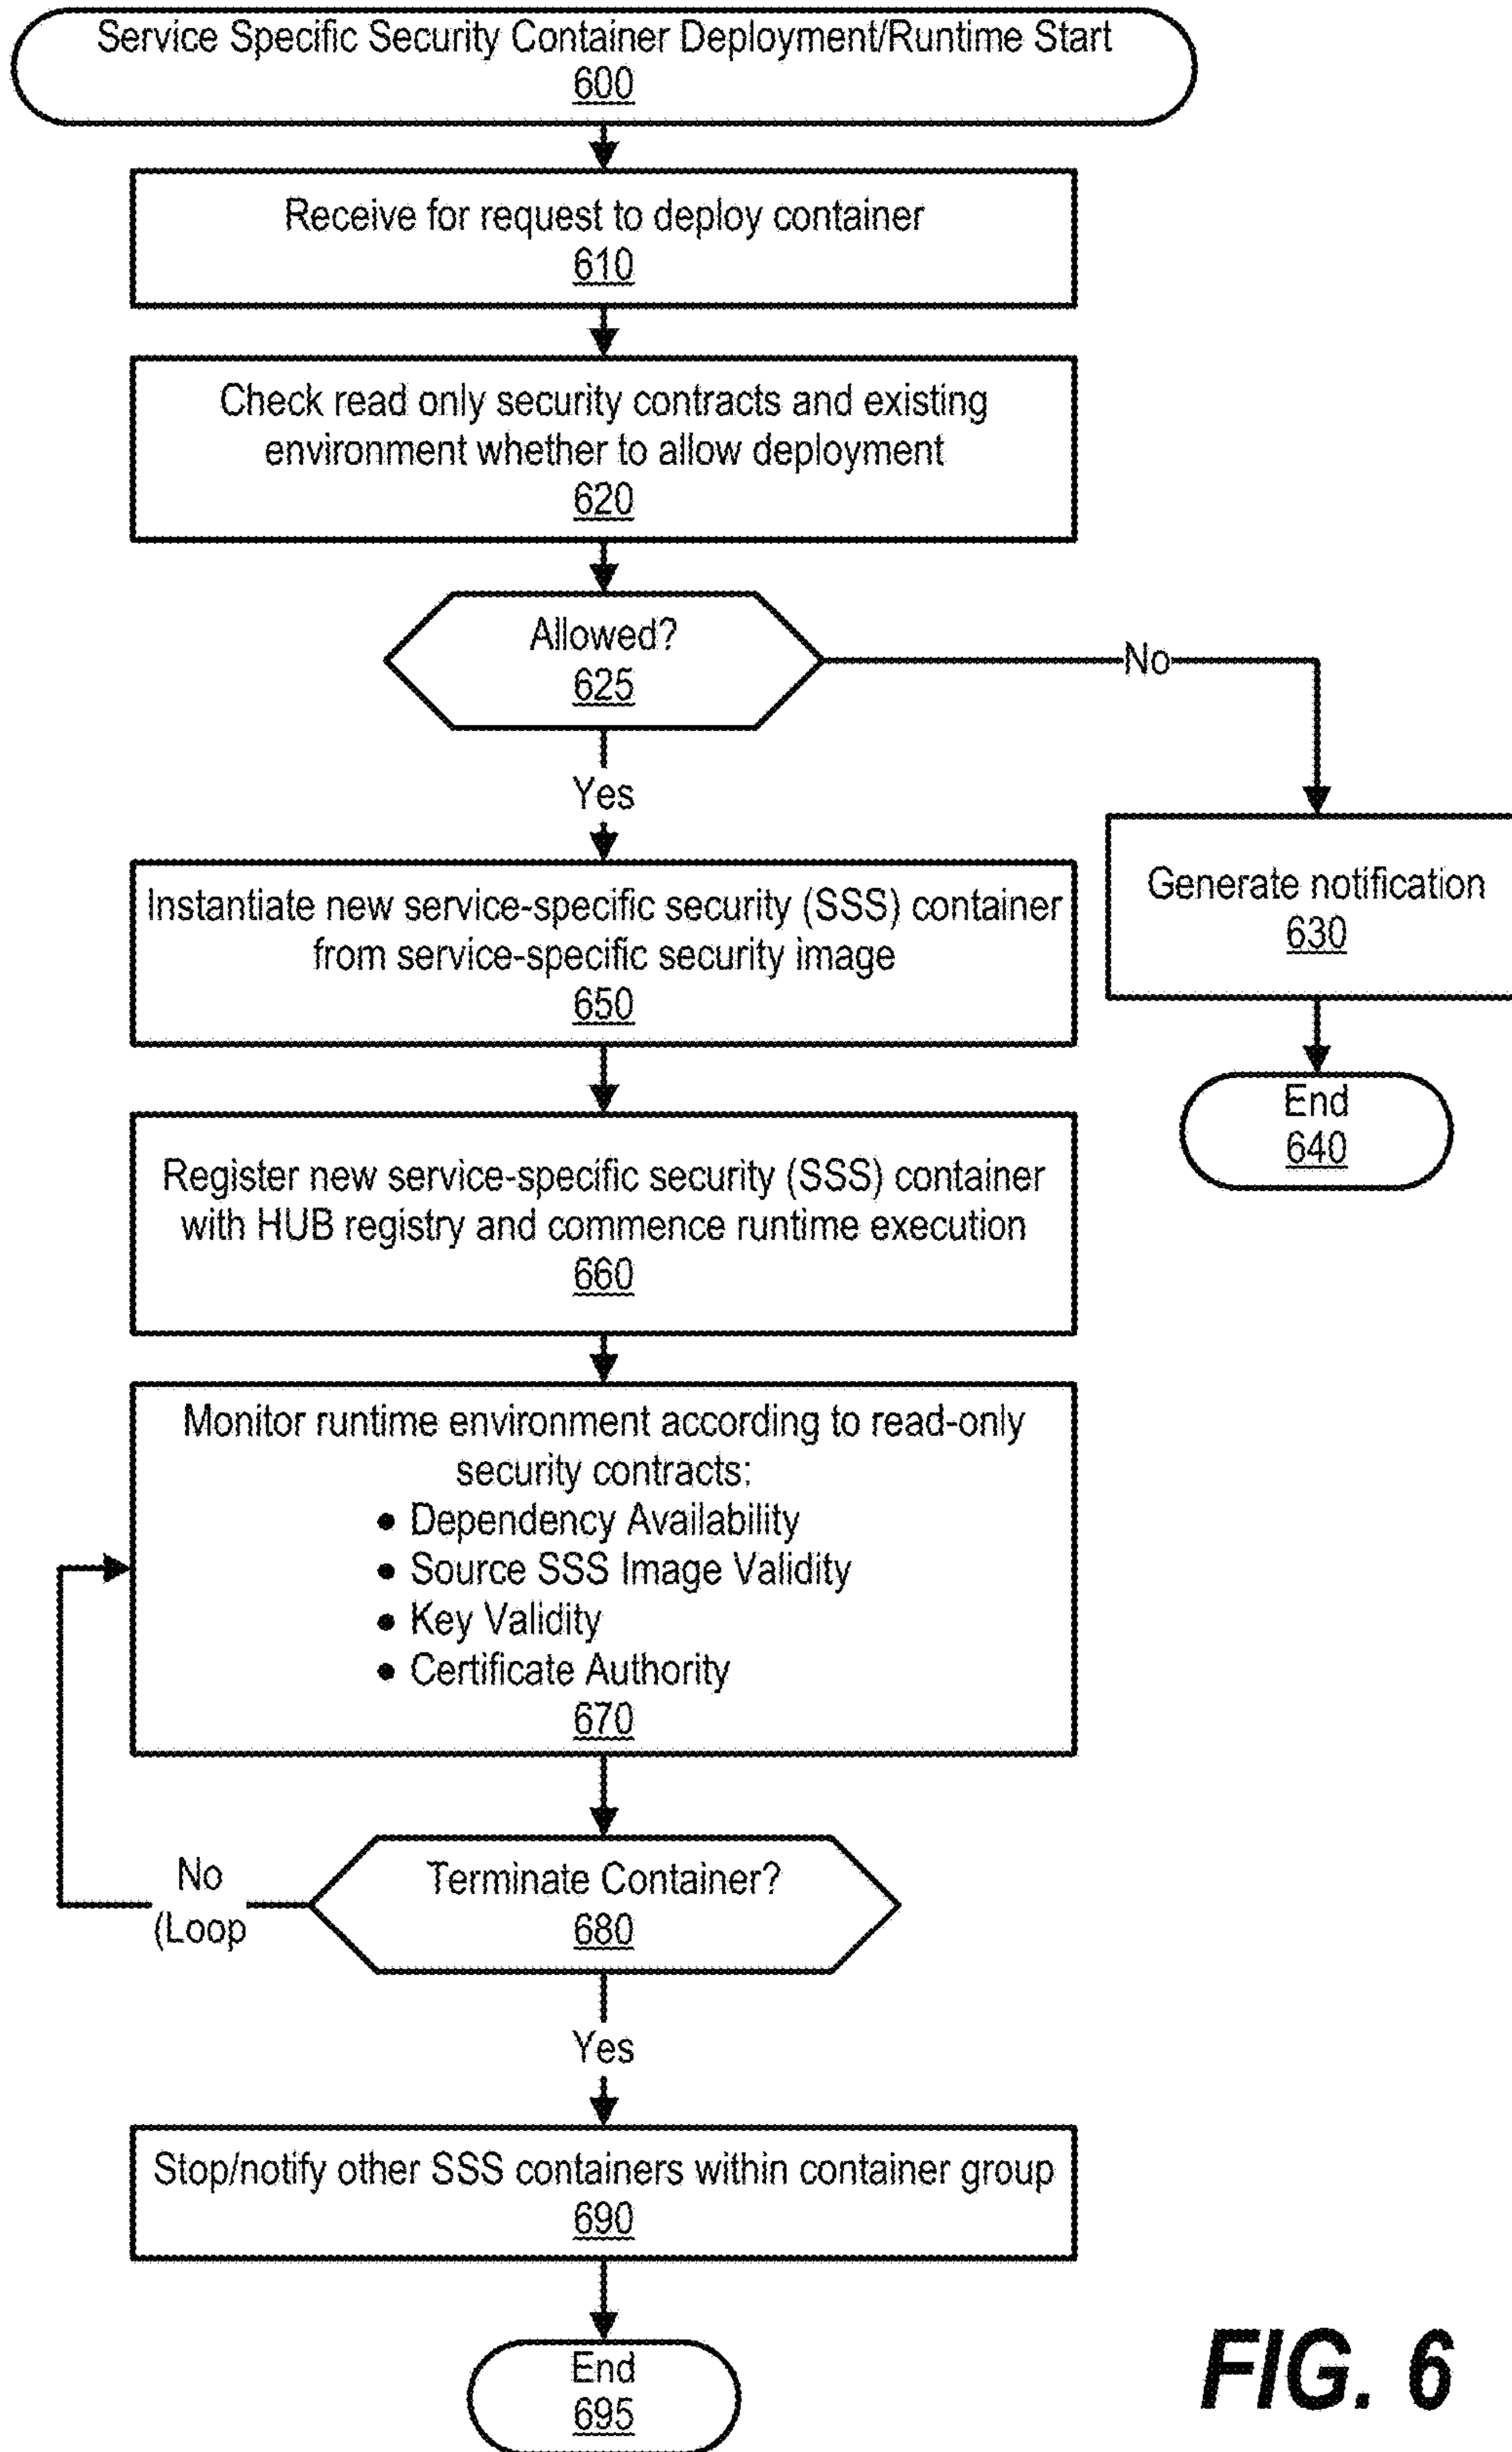 Service Specific Security Container Deployment/Runtime Start
600
Receive for request to deploy container
610
Check read only security contracts and existing
environment whether to allow deployment
620
Allowed?
625
No
Yes
Generate notification
630
Instantiate new service-specific security (SSS) container
from service-specific security image
650
End
640
Register new service-specific security (SSS) container
with HUB registry and commence runtime execution
660
Monitor runtime environment according to read-only
security contracts:
• Dependency Availability
• Source SSS Image Validity
• Key Validity
• Certificate Authority
670
No
(Loop
Terminate Container?
680
Yes
Stop/notify other SSS containers within container group
690
End
695
FIG. 6